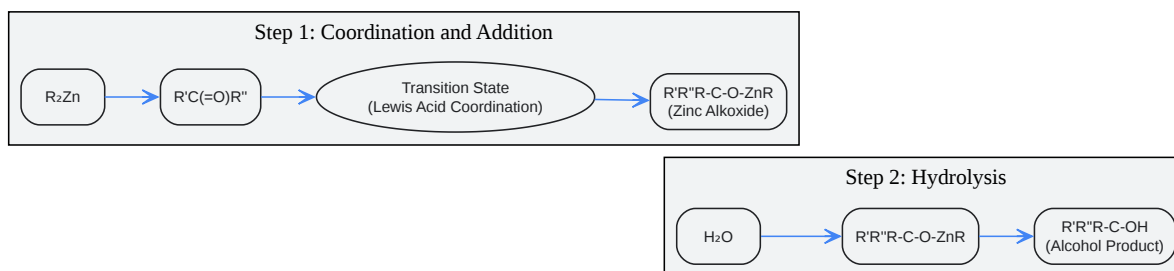 Step 1: Coordination and Addition
R₂Zn
R'C(=O)R"
Transition State
(Lewis Acid Coordination)
R'R"R-C-O-ZnR
(Zinc Alkoxide)
Step 2: Hydrolysis
H₂O
R'R"R-C-O-ZnR
R'R"R-C-OH
(Alcohol Product)